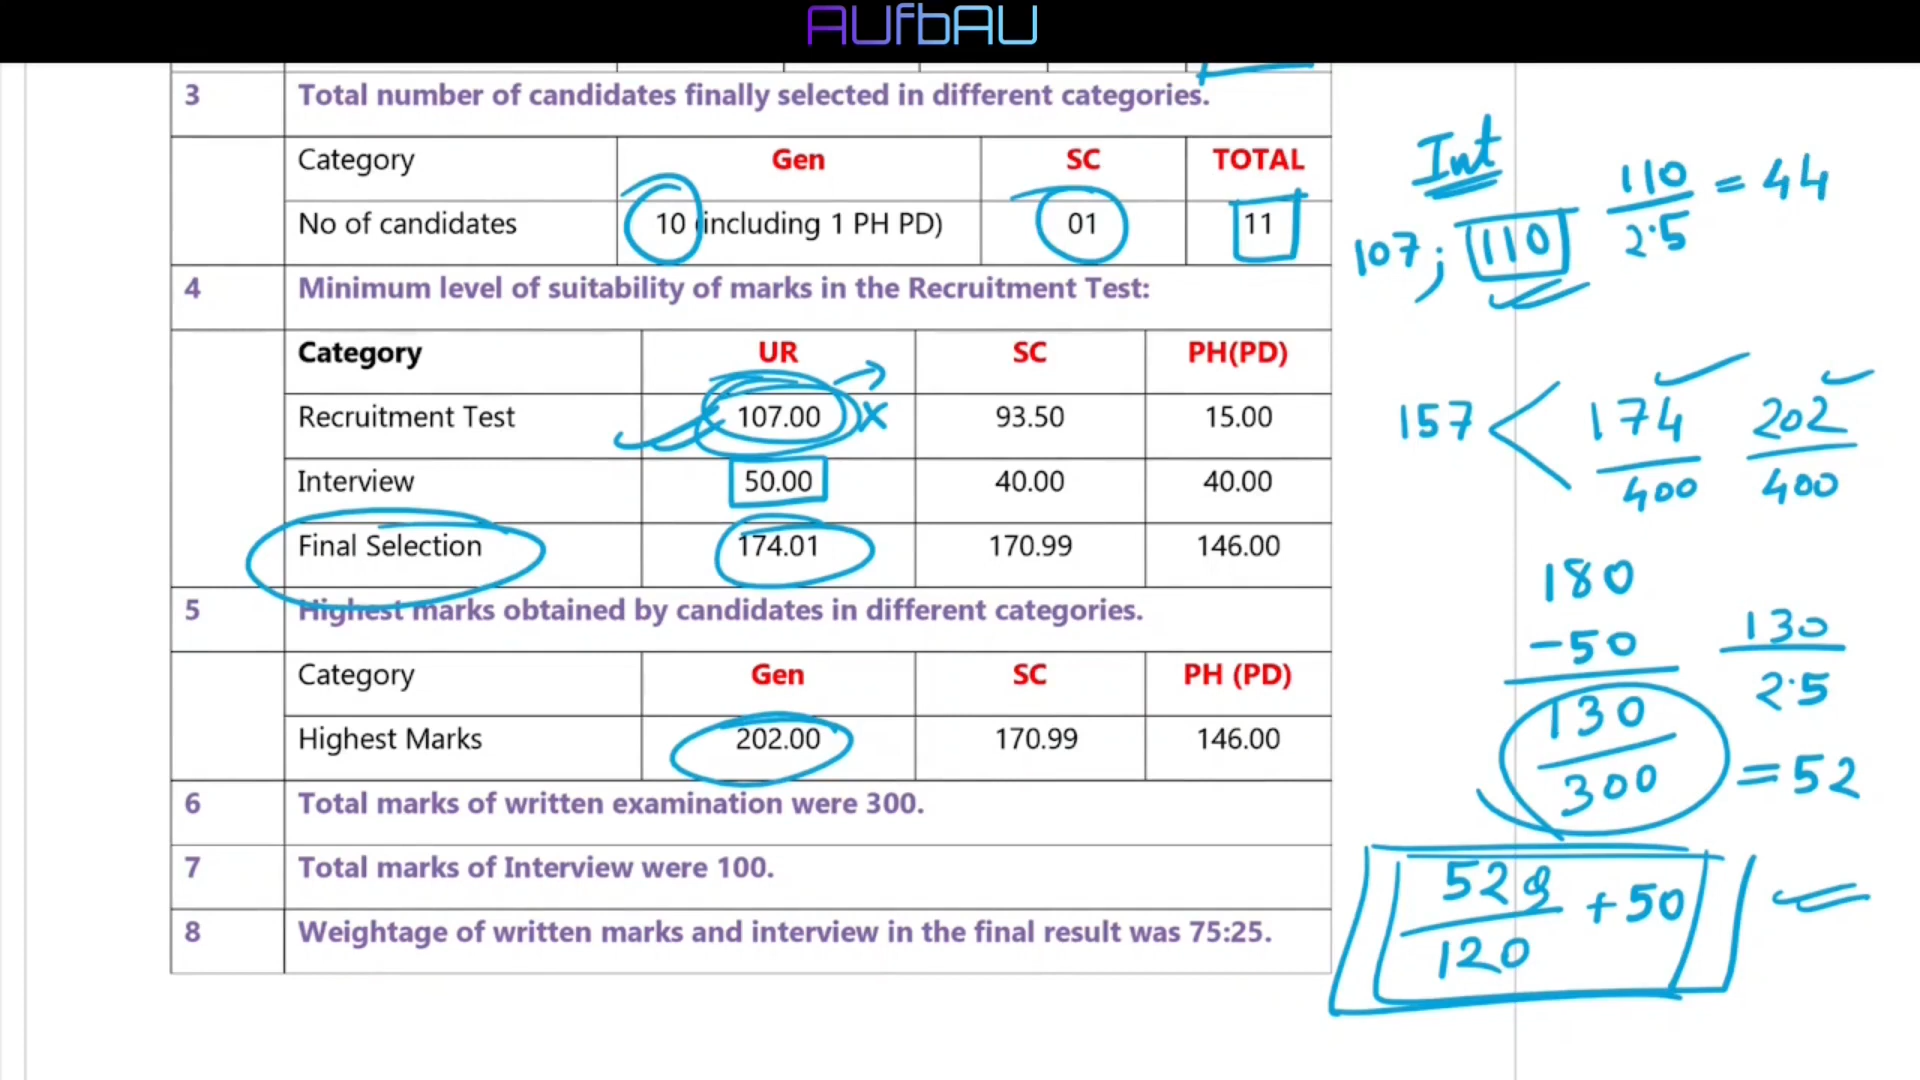 AUFBAU
3 Total number of candidates finally selected in different categories.
Category Gen SC TOTAL
No of candidates 10 (including 1 PH PD) 01 11
4 Minimum level of suitability of marks in the Recruitment Test:
Category UR SC PH(PD)
Recruitment Test 107.00 x 93.50 15.00
Interview 50.00 40.00 40.00
Final Selection 174.01 170.99 146.00
5 Highest marks obtained by candidates in different categories.
Category Gen SC PH (PD)
Highest Marks 202.00 170.99 146.00
6 Total marks of written examination were 300.
7 Total marks of Interview were 100.
8 Weightage of written marks and interview in the final result was 75:25.
Int
107; 110
110
2.5
= 44
157 <
174
400
202
400
180
-50
130
300
130
2.5
= 52
120
+50